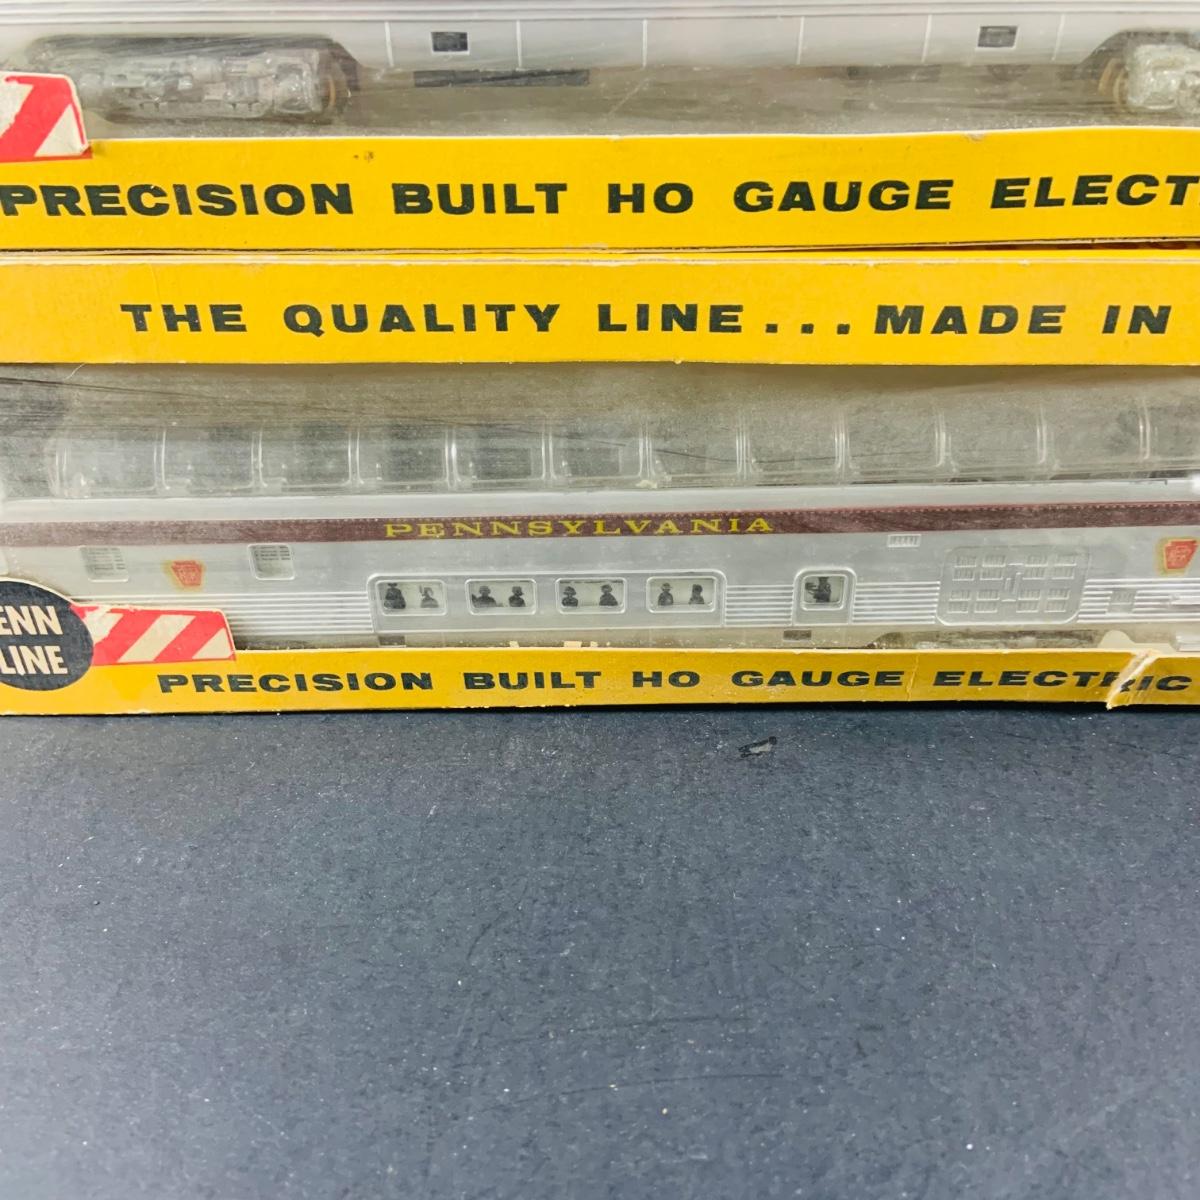 PRECISION BUILT HO GAUGE ELECT
THE QUALITY LINE...MADE IN
PENNSYLVANIA
ENN
LINE
PRECISION BUILT HO GAUGE ELECTRIC